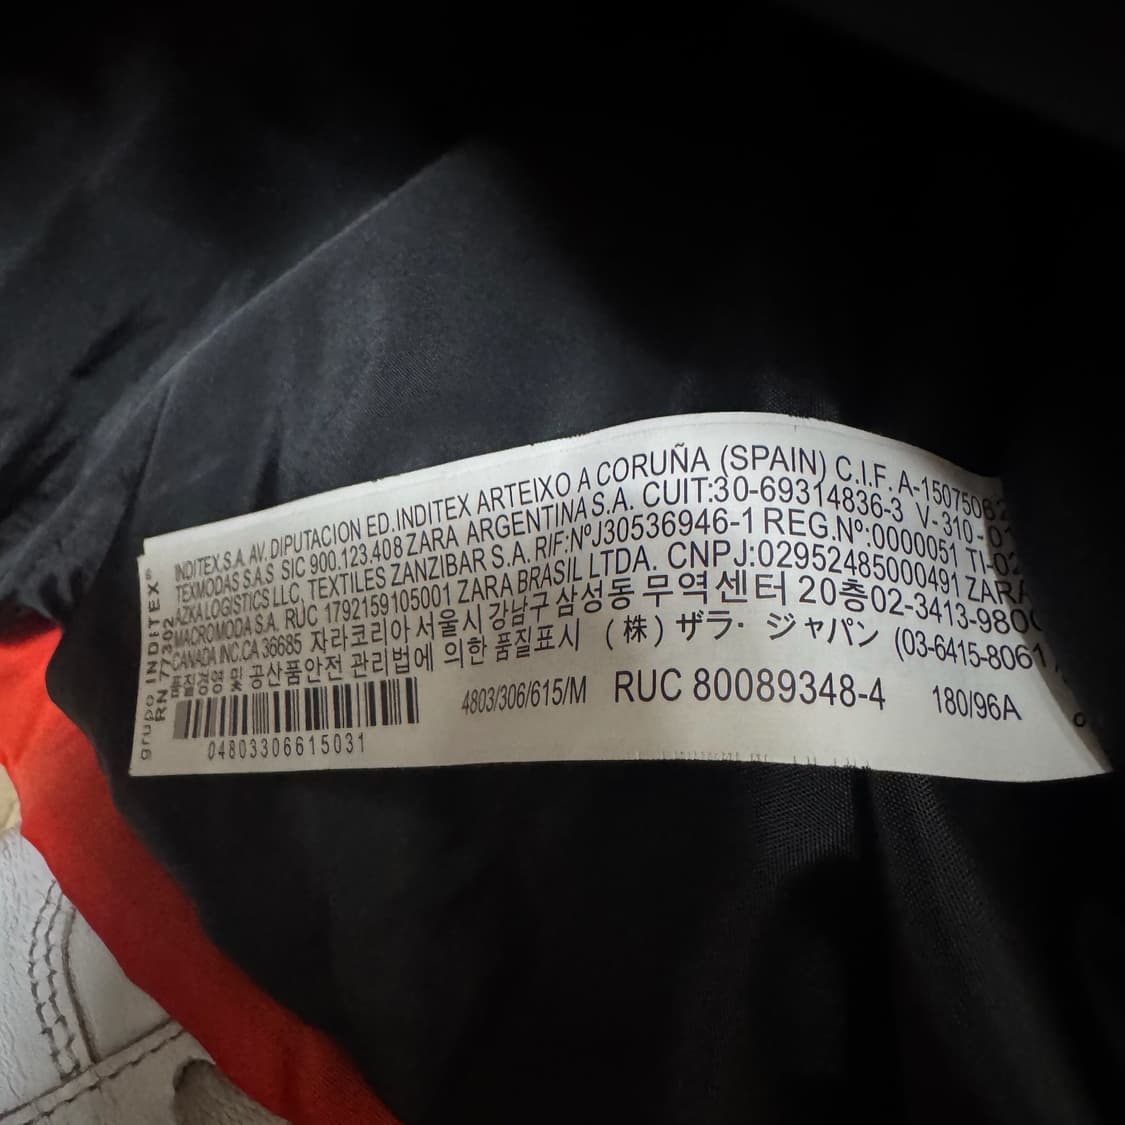 INDITEX.S.A. AV. DIPUTACION ED.INDITEX ARTEIXO A CORUÑA (SPAIN) C.I.F. A-15075062
TEXMODAS S.A.S SIC 900.123.408 ZARA ARGENTINA S.A. CUIT:30-69314836-3 V-310-
AZKA LOGISTICS LLC, TEXTILES ZANZIBAR S.A. RIF:NºJ30536946-1 REG.Nº:0000051
MACROMODA S.A. RUC 1792159105001 ZARA BRASIL LTDA. CNPJ:02952485000491 ZARA
CANADA INC.CA 36685 자라코리아 서울시 강남구 삼성동 무역센터 20층02-3413-980
품질경영 및 공산품안전 관리법에 의한 품질표시 (株) ザラ・ジャパン (03-6415-8061
4803/306/615/M RUC 80089348-4 180/96A
04803306615031
grupo INDITEX®
RN 77302